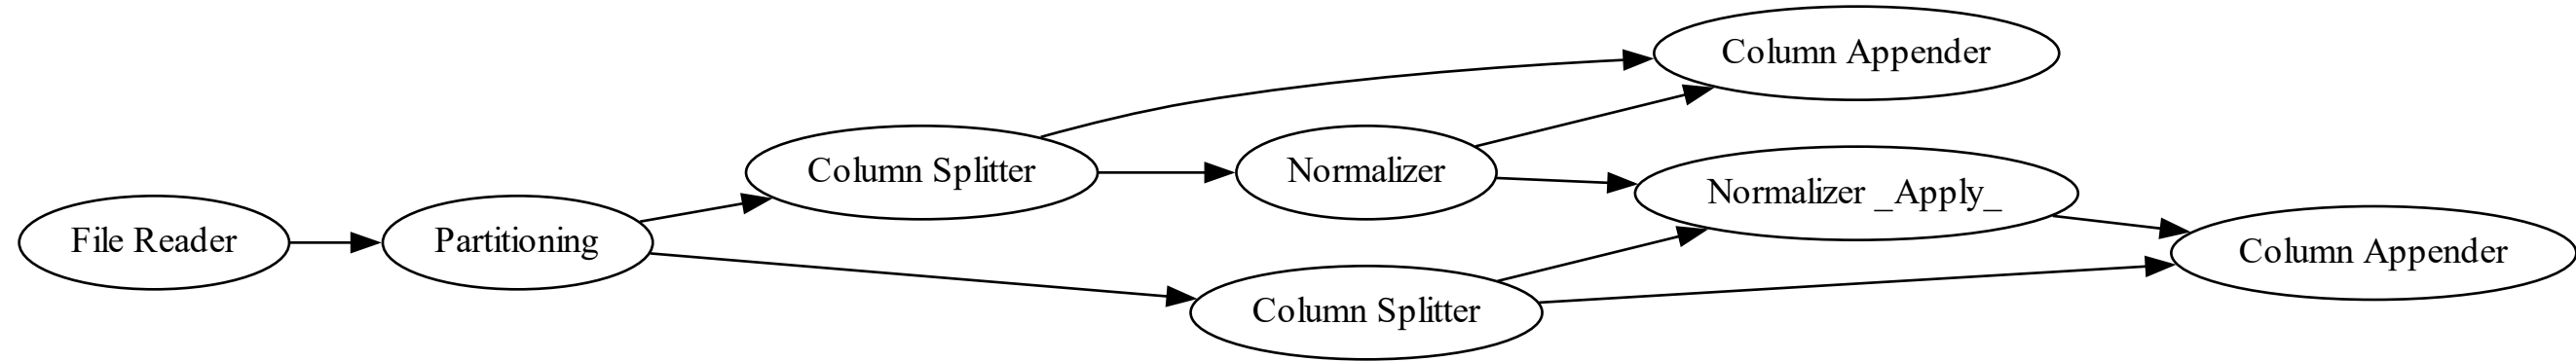 Column Appender
Column Splitter
Normalizer
Normalizer _Apply_
File Reader
Partitioning
Column Appender
Column Splitter